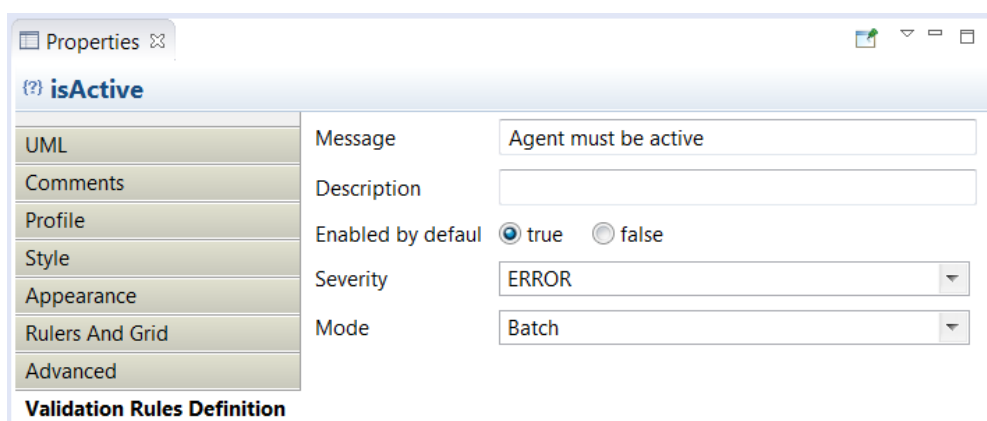 Properties
{?} isActive
UML
Comments
Profile
Style
Appearance
Rulers And Grid
Advanced
Validation Rules Definition
Message Agent must be active
Description
Enabled by defaul true false
Severity ERROR
Mode Batch